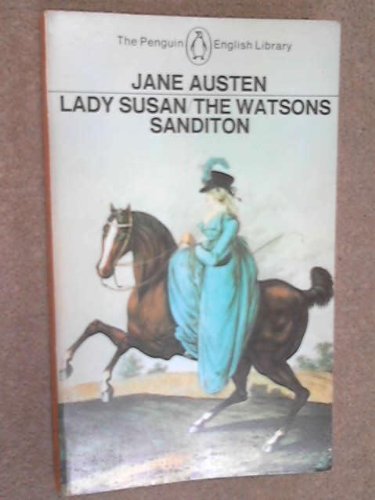 The Penguin English Library
JANE AUSTEN
LADY SUSAN/THE WATSONS
SANDITON